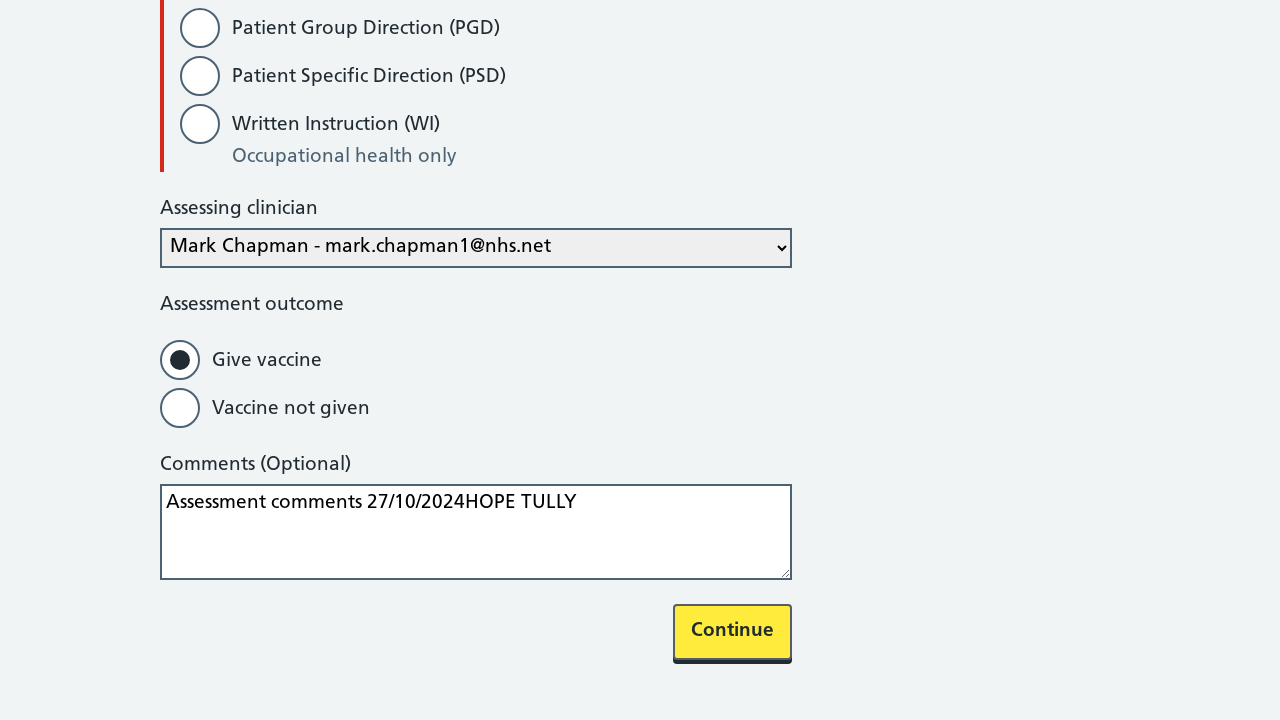 Patient Group Direction (PGD)
Patient Specific Direction (PSD)
Written Instruction (WI)
Occupational health only
Assessing clinician
Mark Chapman - mark.chapman1@nhs.net
Assessment outcome
Give vaccine
Vaccine not given
Comments (Optional)
Assessment comments 27/10/2024HOPE TULLY
Continue